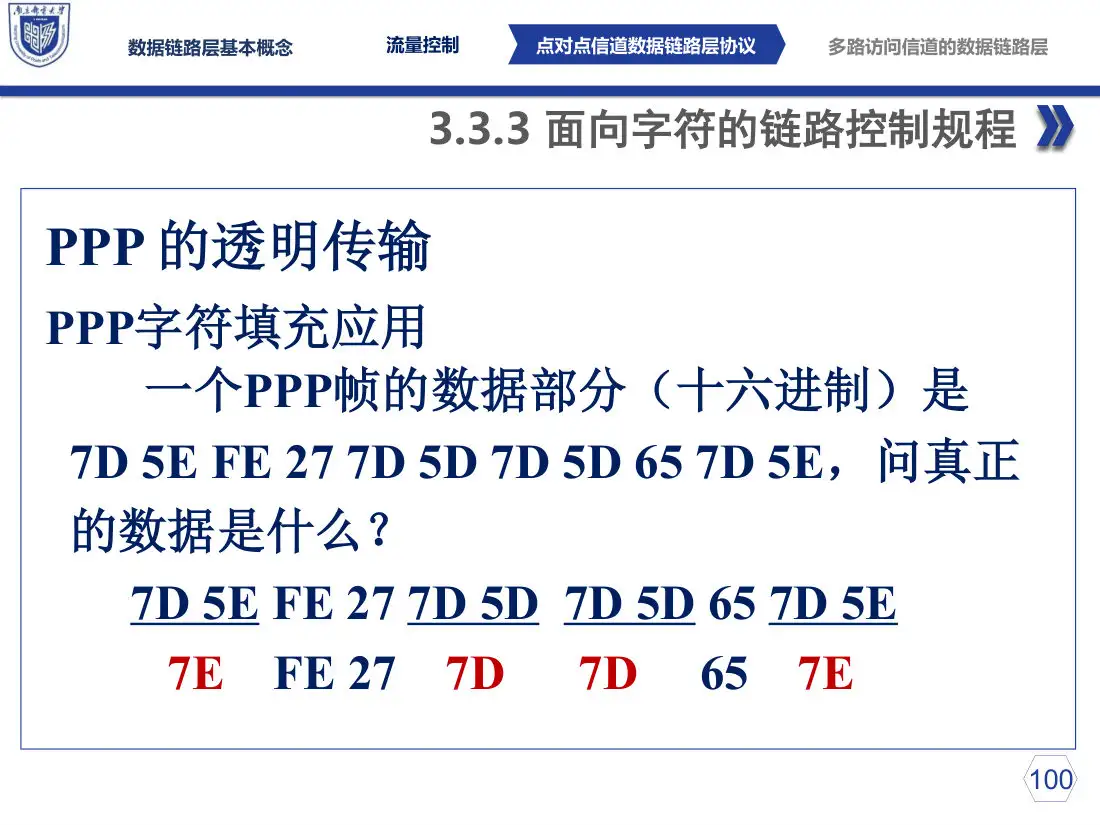 数据链路层基本概念
流量控制
点对点信道数据链路层协议
多路访问信道的数据链路层
3.3.3 面向字符的链路控制规程
PPP 的透明传输
PPP字符填充应用
一个PPP帧的数据部分（十六进制）是
7D 5E FE 27 7D 5D 7D 5D 65 7D 5E，问真正
的数据是什么？
7D 5E FE 27 7D 5D 7D 5D 65 7D 5E
7E FE 27 7D 7D 65 7E
100